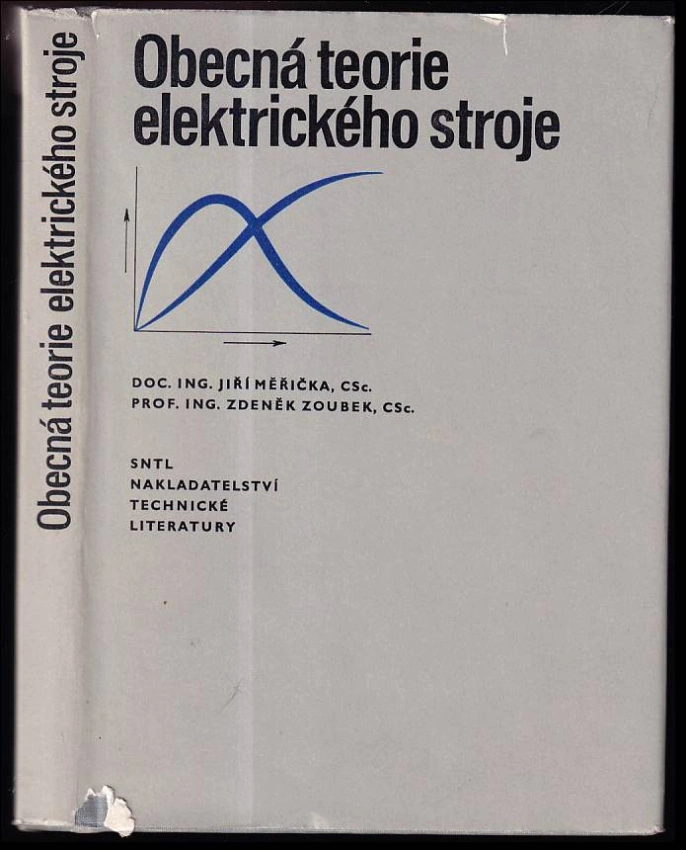 Obecná teorie elektrického stroje
Obecná teorie
elektrického stroje
DOC. ING. JIŘÍ MĚŘIČKA, CSc.
PROF. ING. ZDENĚK ZOUBEK, CSc.
SNTL
NAKLADATELSTVÍ
TECHNICKÉ
LITERATURY